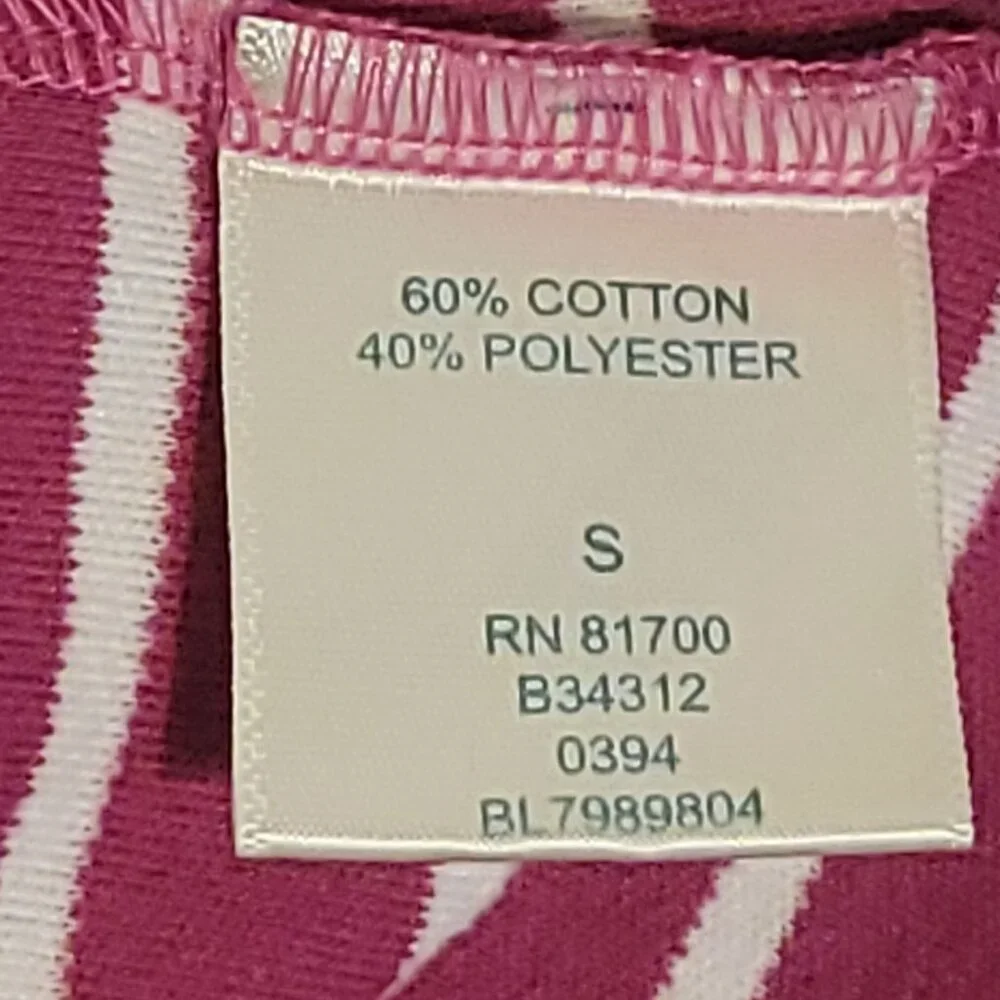 60% COTTON
40% POLYESTER
S
RN 81700
B34312
0394
BL7989804